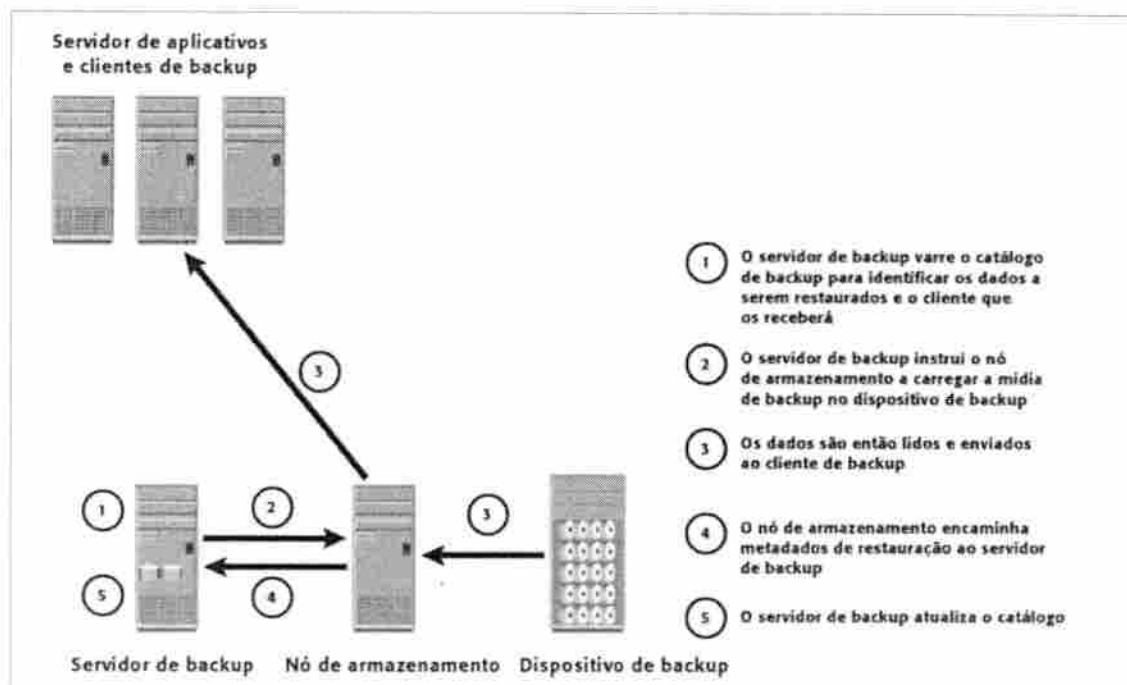 Servidor de aplicativos
e clientes de backup
3
1
2
3
5
4
Servidor de backup
Nó de armazenamento
Dispositivo de backup
1
O servidor de backup varre o catálogo
de backup para identificar os dados a
serem restaurados e o cliente que
os receberá
2
O servidor de backup instrui o nó
de armazenamento a carregar a mídia
de backup no dispositivo de backup
3
Os dados são então lidos e enviados
ao cliente de backup
4
O nó de armazenamento encaminha
metadados de restauração ao servidor
de backup
5
O servidor de backup atualiza o catálogo